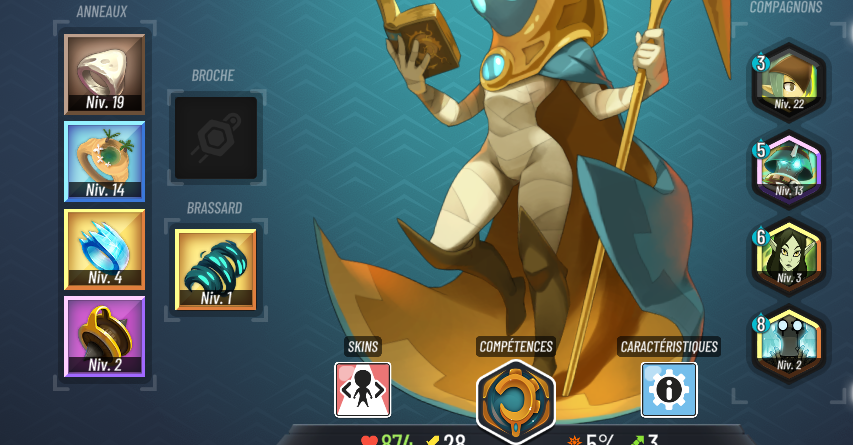 ANNEAUX
Niv. 19
Niv. 14
Niv. 4
Niv. 2
BROCHE
BRASSARD
Niv. 1
COMPAGNONS
3
Niv. 22
5
Niv. 13
6
Niv. 3
8
Niv. 2
SKINS
COMPÉTENCES
CARACTÉRISTIQUES
874 28 5% 3